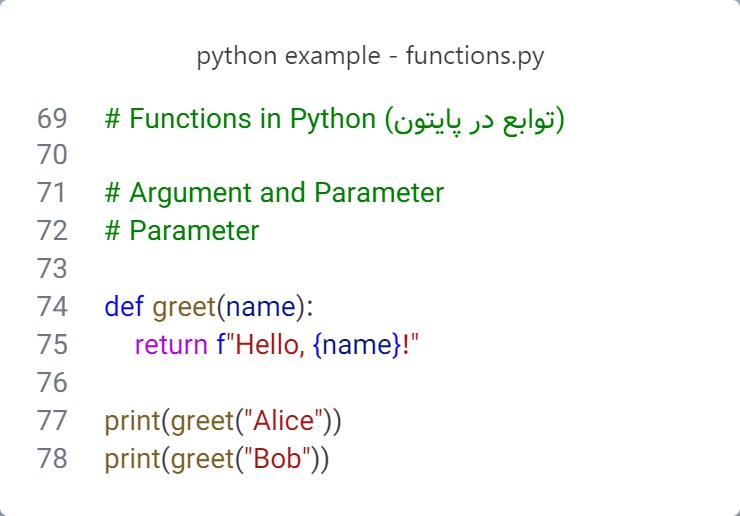 python example - functions.py
69 # Functions in Python (توابع در پایتون)
70
71 # Argument and Parameter
72 # Parameter
73
74 def greet(name):
75     return f"Hello, {name}!"
76
77 print(greet("Alice"))
78 print(greet("Bob"))